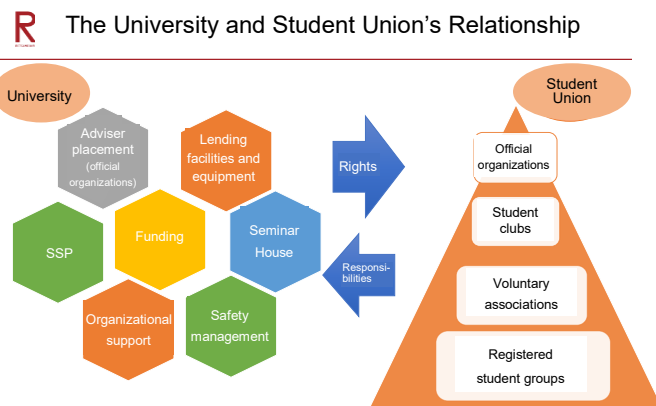 R
RITSUMEIKAN
The University and Student Union's Relationship
University
Student
Union
Adviser
placement
(official
organizations)
Lending
facilities and
equipment
SSP
Funding
Seminar
House
Organizational
support
Safety
management
Rights
Responsi-
bilities
Official
organizations
Student
clubs
Voluntary
associations
Registered
student groups